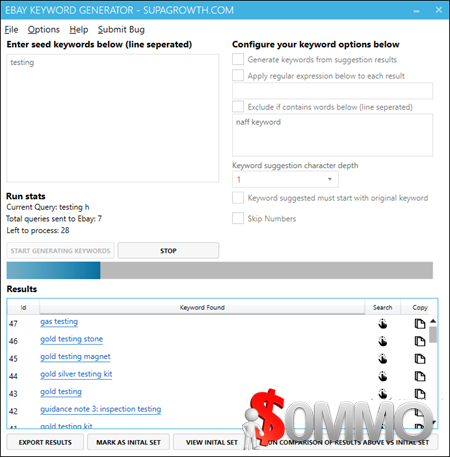 EBAY KEYWORD GENERATOR - SUPAGROWTH.COM
File Options Help Submit Bug
Enter seed keywords below (line seperated)
testing
Configure your keyword options below
Generate keywords from suggestion results
Apply regular expression below to each result
Exclude if contains words below (line seperated)
naff keyword
Keyword suggestion character depth
1
Keyword suggested must start with original keyword
Skip Numbers
Run stats
Current Query: testing h
Total queries sent to Ebay: 7
Left to process: 28
START GENERATING KEYWORDS STOP
Results
Id Keyword Found Search Copy
47 gas testing
46 gold testing stone
45 gold testing magnet
44 gold silver testing kit
43 gold testing
42 guidance note 3: inspection testing
41 gold testing kit
$OMMO
EXPORT RESULTS MARK AS INITAL SET VIEW INITAL SET UN COMPARISON OF RESULTS ABOVE VS INITAL SET